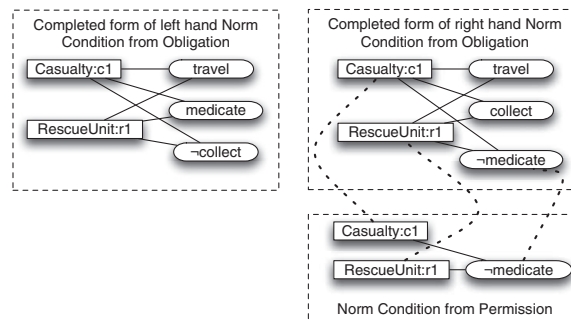 Completed form of left hand Norm
Condition from Obligation
Casualty:c1
travel
medicate
RescueUnit:r1
¬collect
Completed form of right hand Norm
Condition from Obligation
Casualty:c1
travel
collect
RescueUnit:r1
¬medicate
Casualty:c1
RescueUnit:r1
¬medicate
Norm Condition from Permission